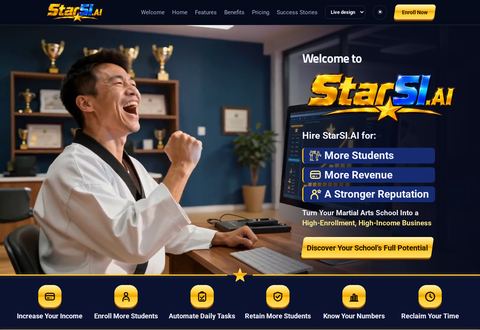 StarSI.AI
Welcome
Home
Features
Benefits
Pricing
Success Stories
Live design
Enroll Now
Welcome to
StarSI.AI
Hire StarSI.AI for:
More Students
More Revenue
A Stronger Reputation
Turn Your Martial Arts School Into a
High-Enrollment, High-Income Business
Discover Your School's Full Potential
Increase Your Income
Enroll More Students
Automate Daily Tasks
Retain More Students
Know Your Numbers
Reclaim Your Time